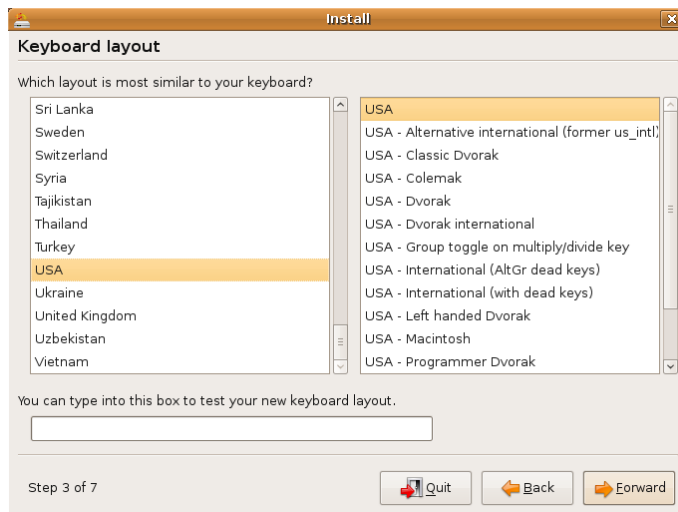 Install
Keyboard layout
Which layout is most similar to your keyboard?
Sri Lanka
Sweden
Switzerland
Syria
Tajikistan
Thailand
Turkey
USA
Ukraine
United Kingdom
Uzbekistan
Vietnam
USA
USA - Alternative international (former us_intl)
USA - Classic Dvorak
USA - Colemak
USA - Dvorak
USA - Dvorak international
USA - Group toggle on multiply/divide key
USA - International (AltGr dead keys)
USA - International (with dead keys)
USA - Left handed Dvorak
USA - Macintosh
USA - Programmer Dvorak
You can type into this box to test your new keyboard layout.
Step 3 of 7
Quit
Back
Forward